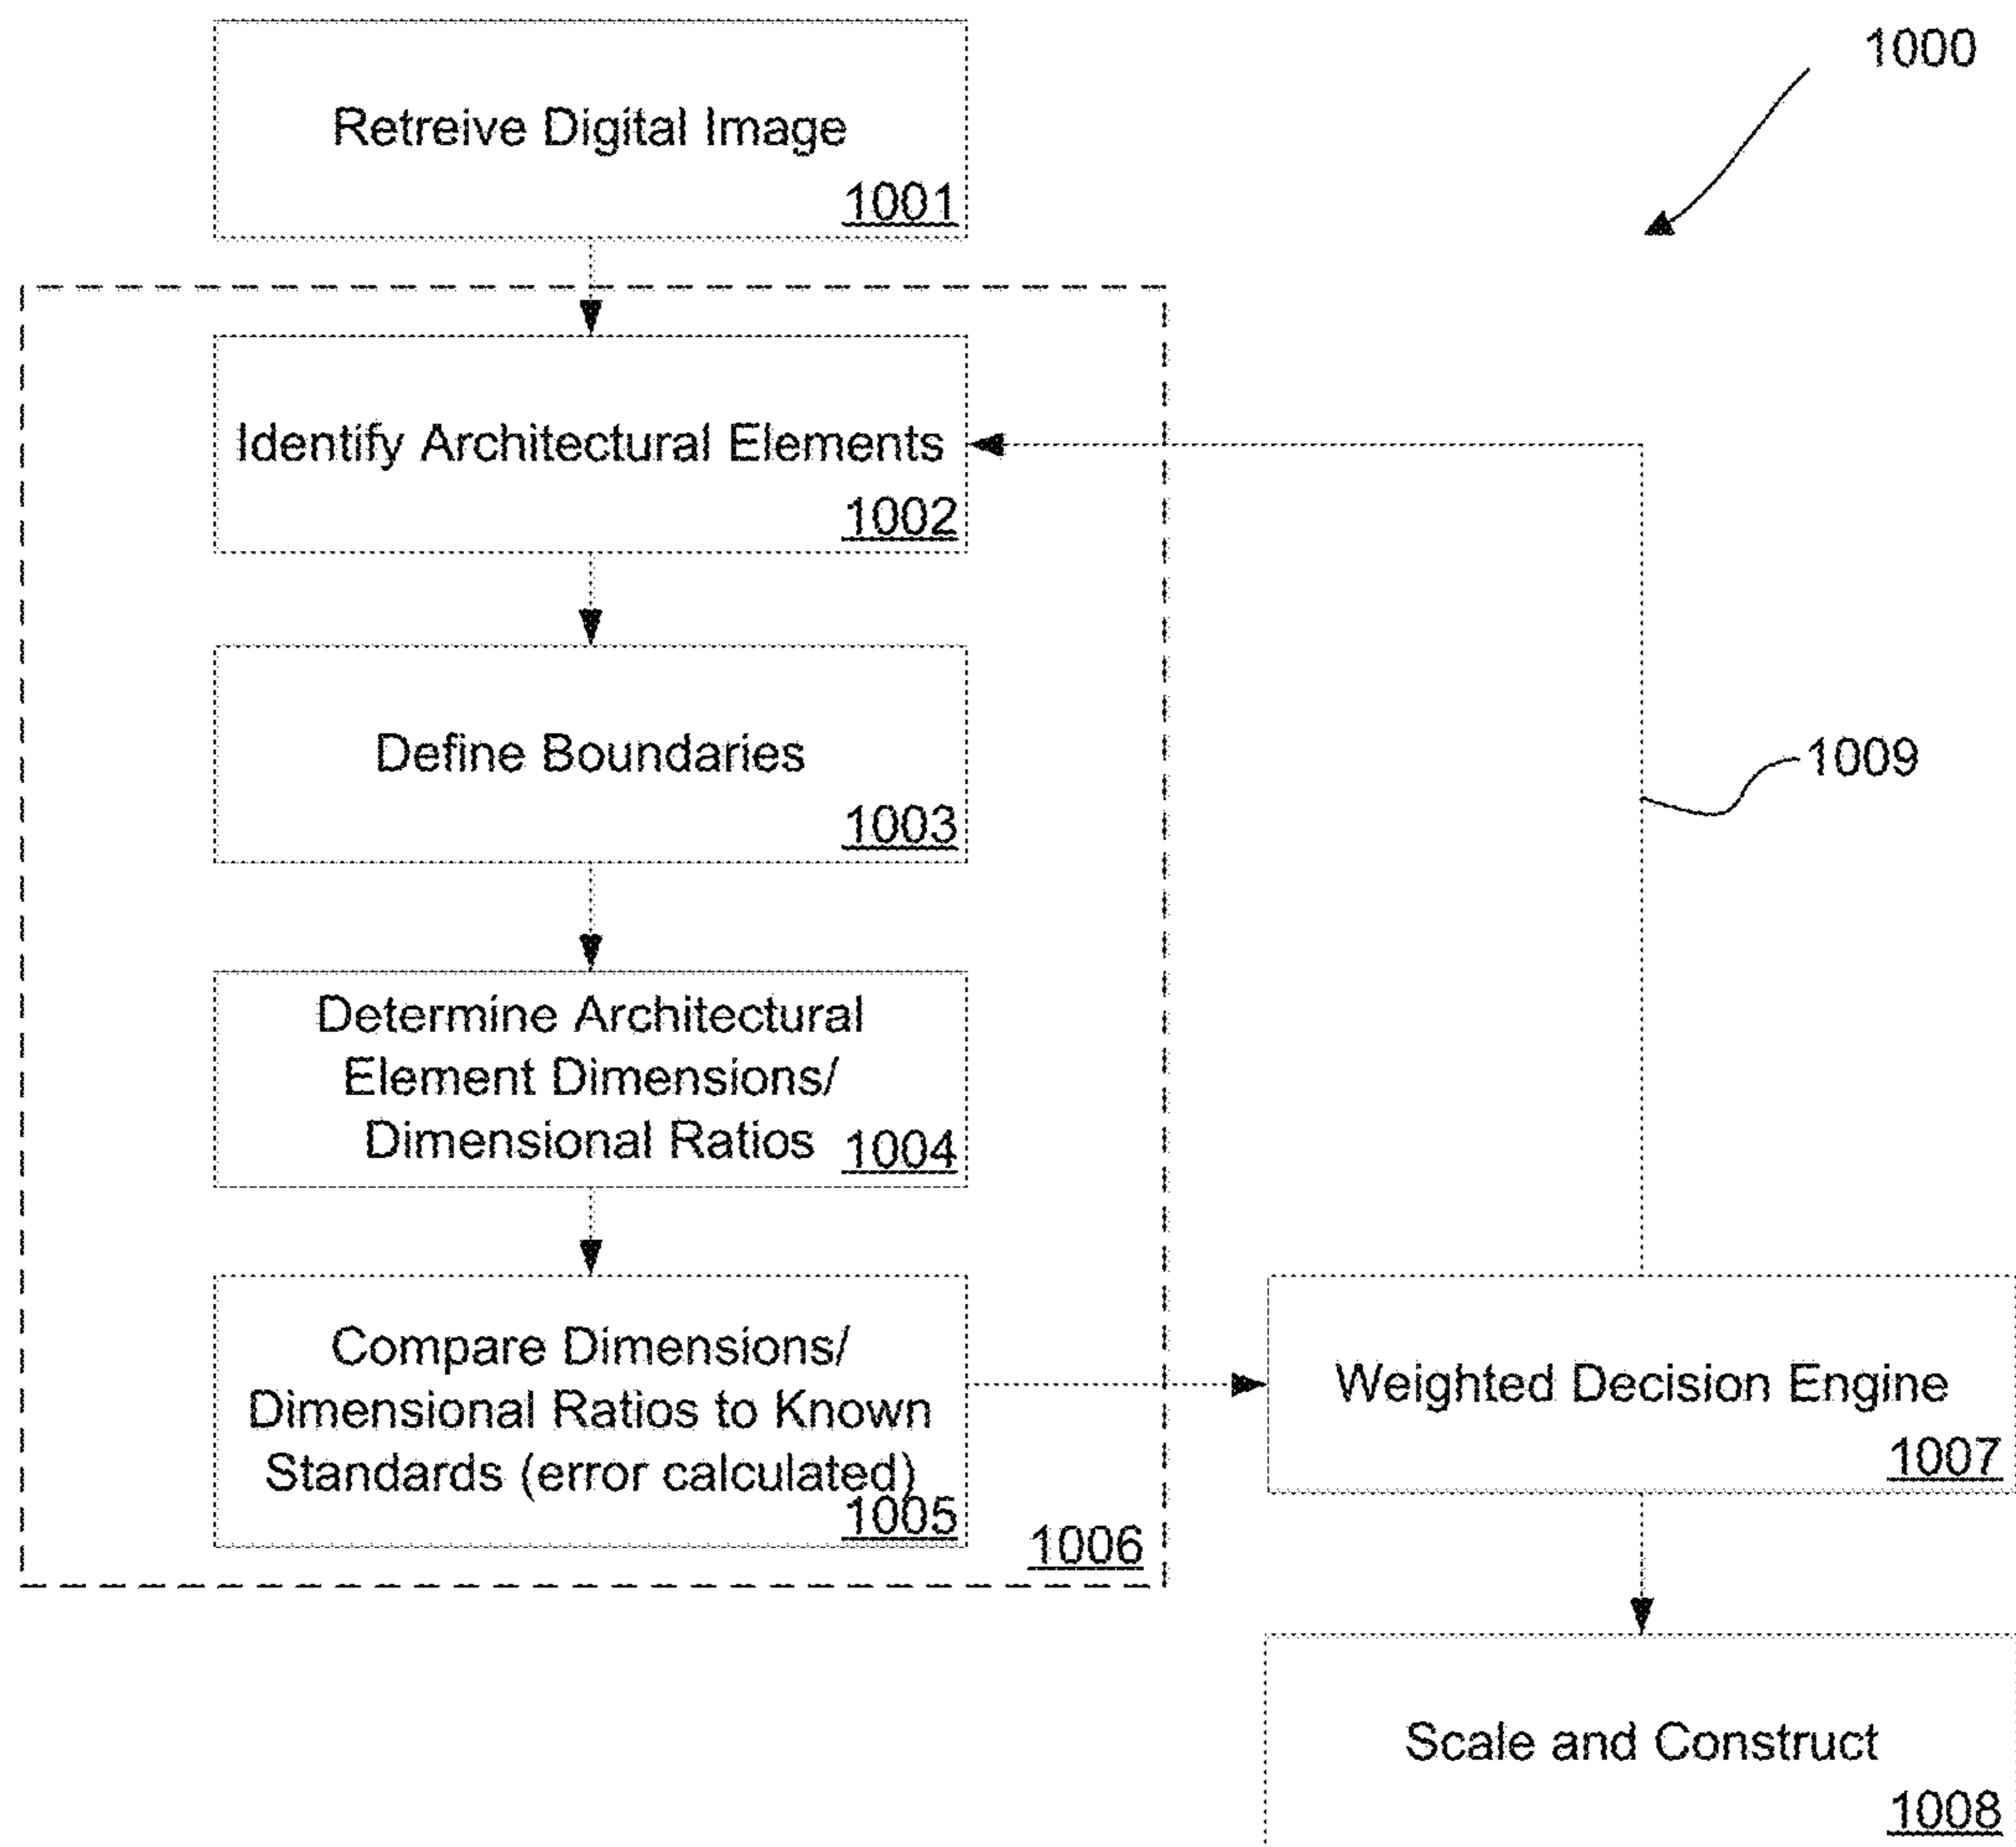 1000
Retreive Digital Image
1001
Identify Architectural Elements
1002
Define Boundaries
1003
1009
Determine Architectural
Element Dimensions/
Dimensional Ratios
1004
Compare Dimensions/
Dimensional Ratios to Known
Standards (error calculated)
1005
1006
Weighted Decision Engine
1007
Scale and Construct
1008